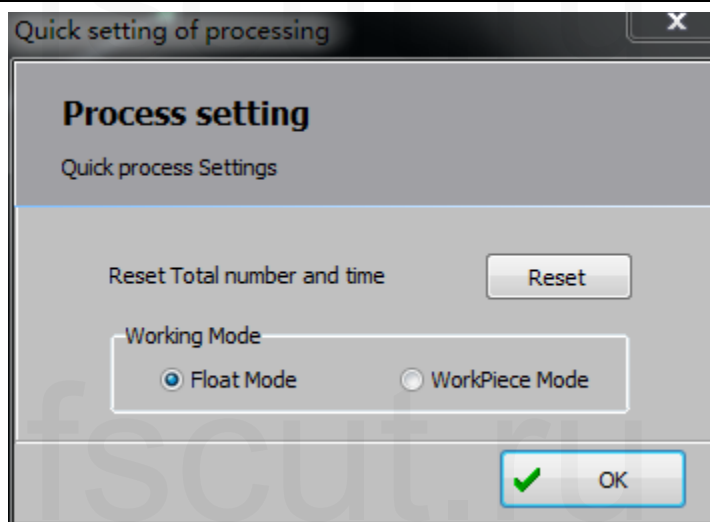 Quick setting of processing
x
Process setting
Quick process Settings
Reset Total number and time
Reset
Working Mode
Float Mode
WorkPiece Mode
OK
fscut.ru